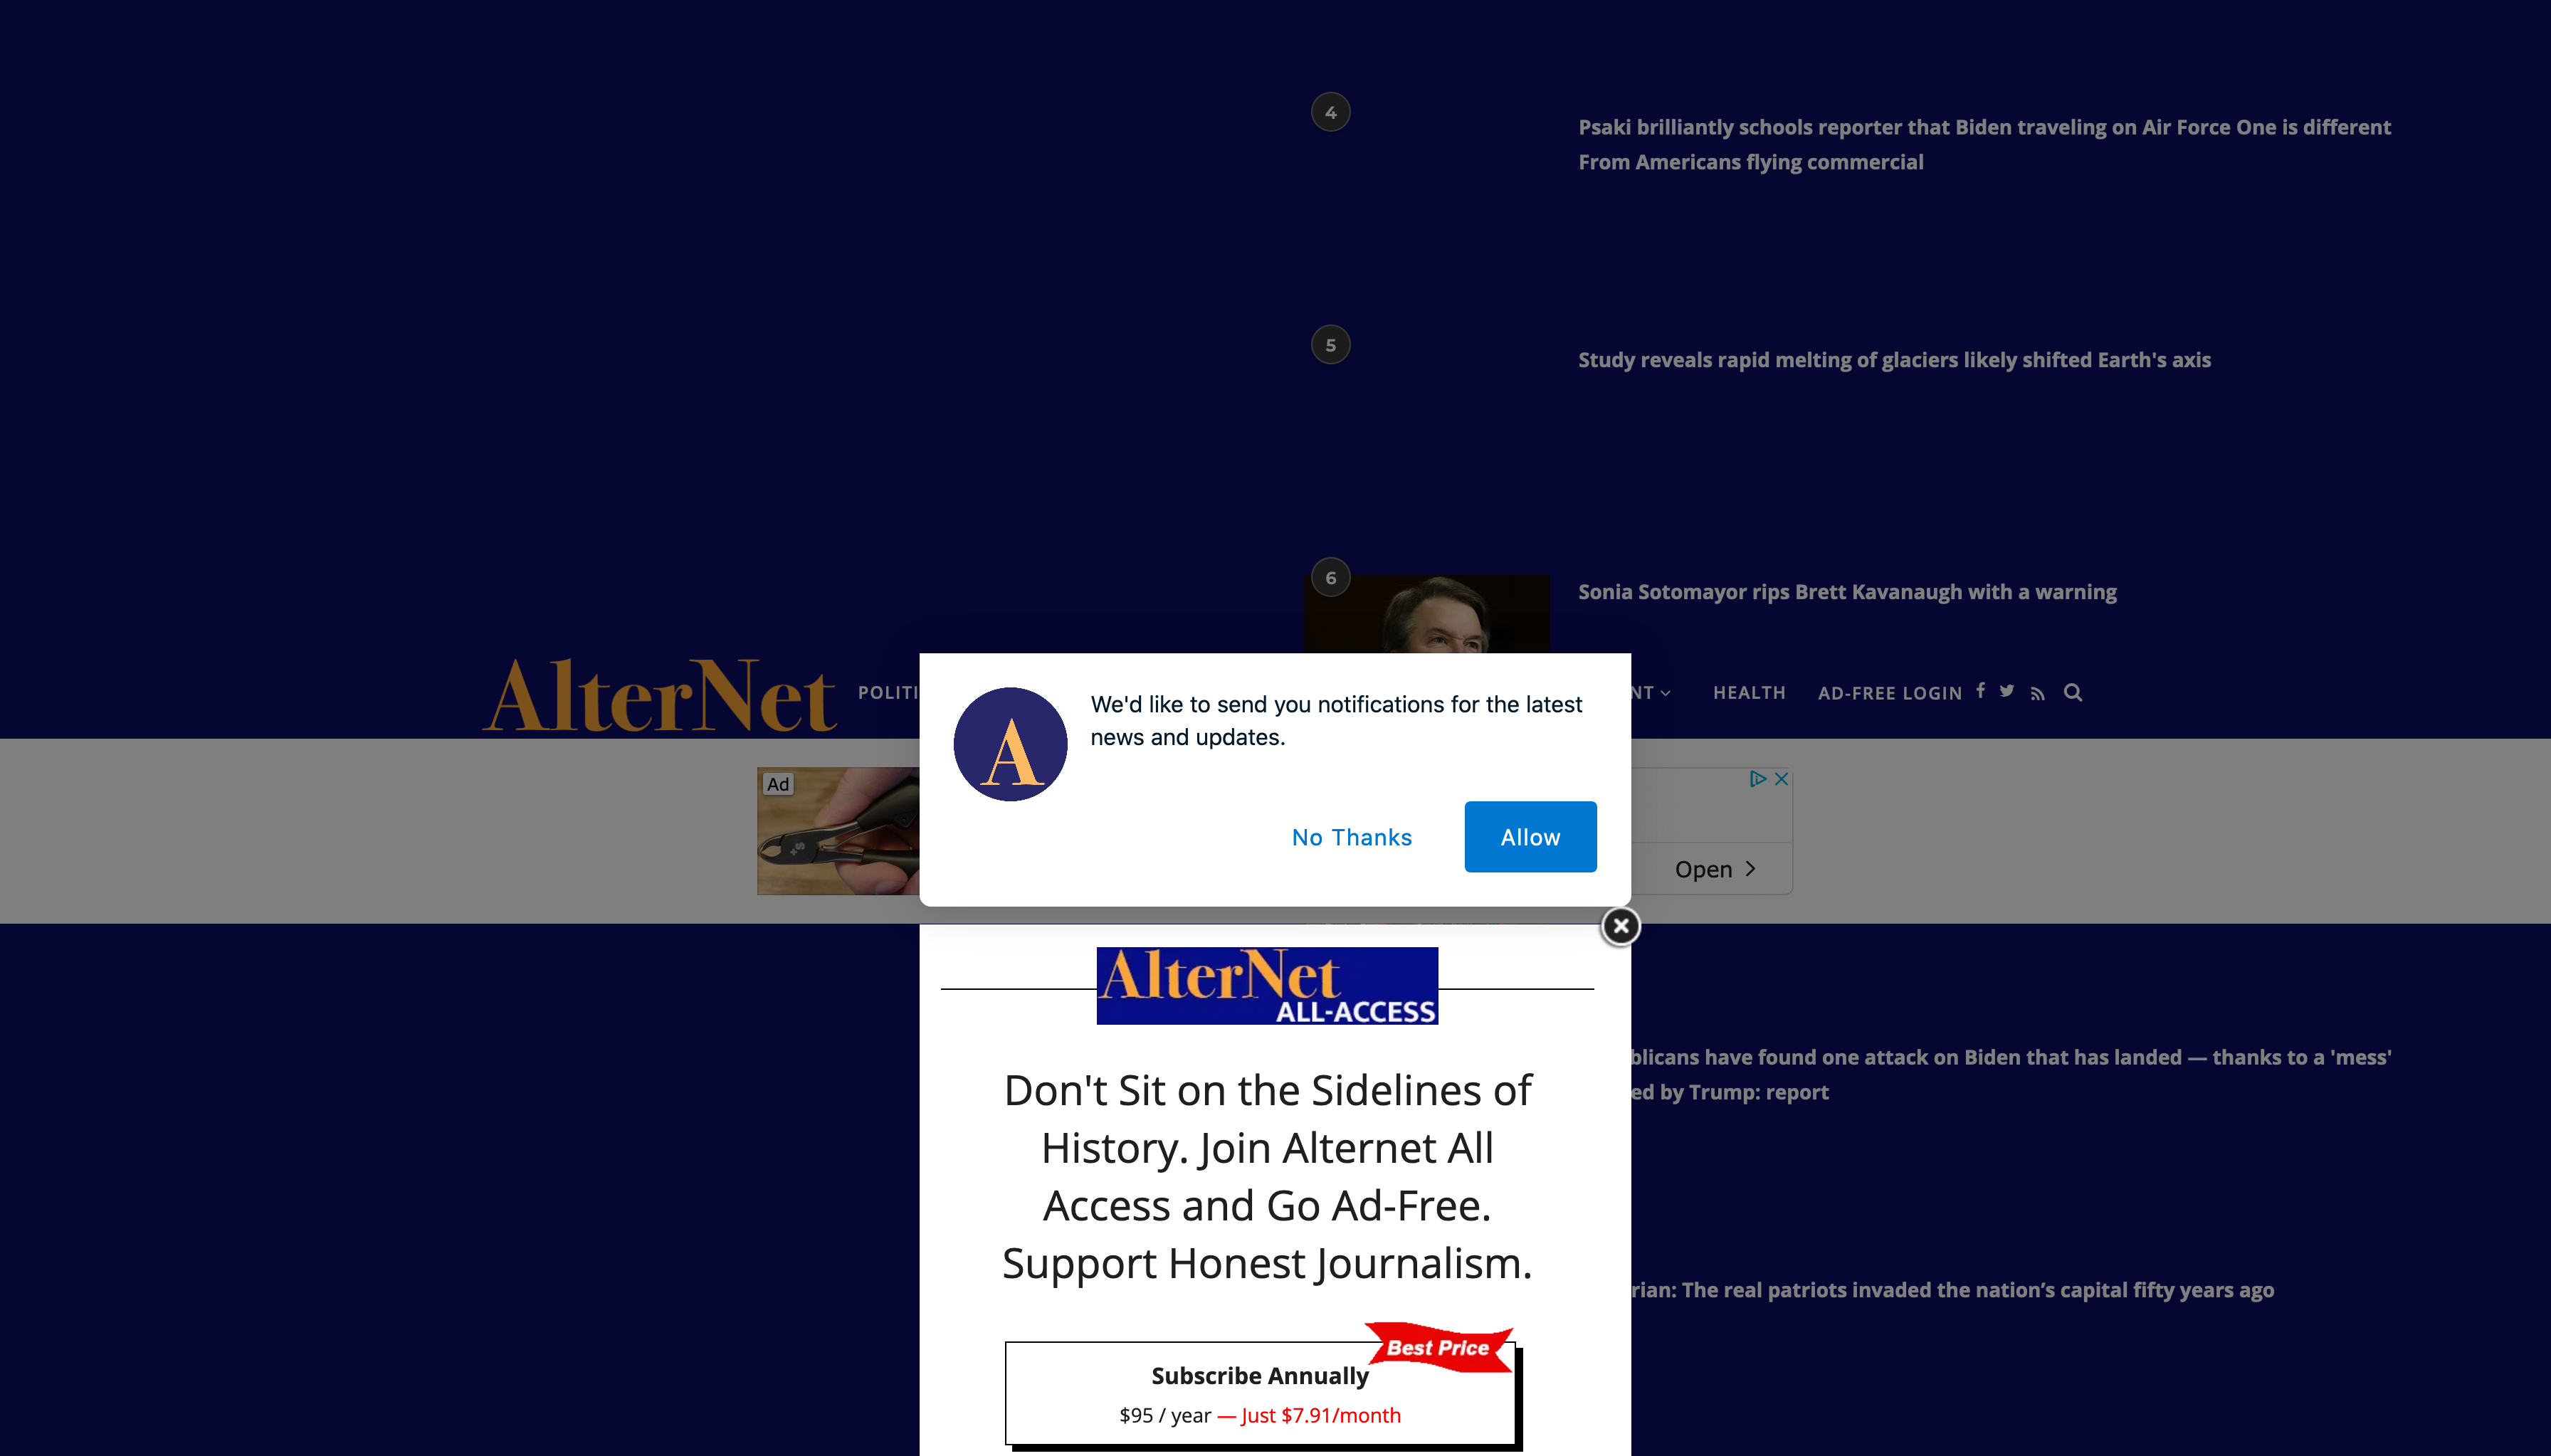 4
Psaki brilliantly schools reporter that Biden traveling on Air Force One is different
From Americans flying commercial
5
Study reveals rapid melting of glaciers likely shifted Earth's axis
6
Sonia Sotomayor rips Brett Kavanaugh with a warning
AlterNet
POLITI
NT
HEALTH
AD-FREE LOGIN
A
We'd like to send you notifications for the latest
news and updates.
No Thanks
Allow
Ad
Open
AlterNet
ALL-ACCESS
Don't Sit on the Sidelines of
History. Join Alternet All
Access and Go Ad-Free.
Support Honest Journalism.
Best Price
Subscribe Annually
$95 / year — Just $7.91/month
blicans have found one attack on Biden that has landed — thanks to a 'mess'
ed by Trump: report
rian: The real patriots invaded the nation’s capital fifty years ago